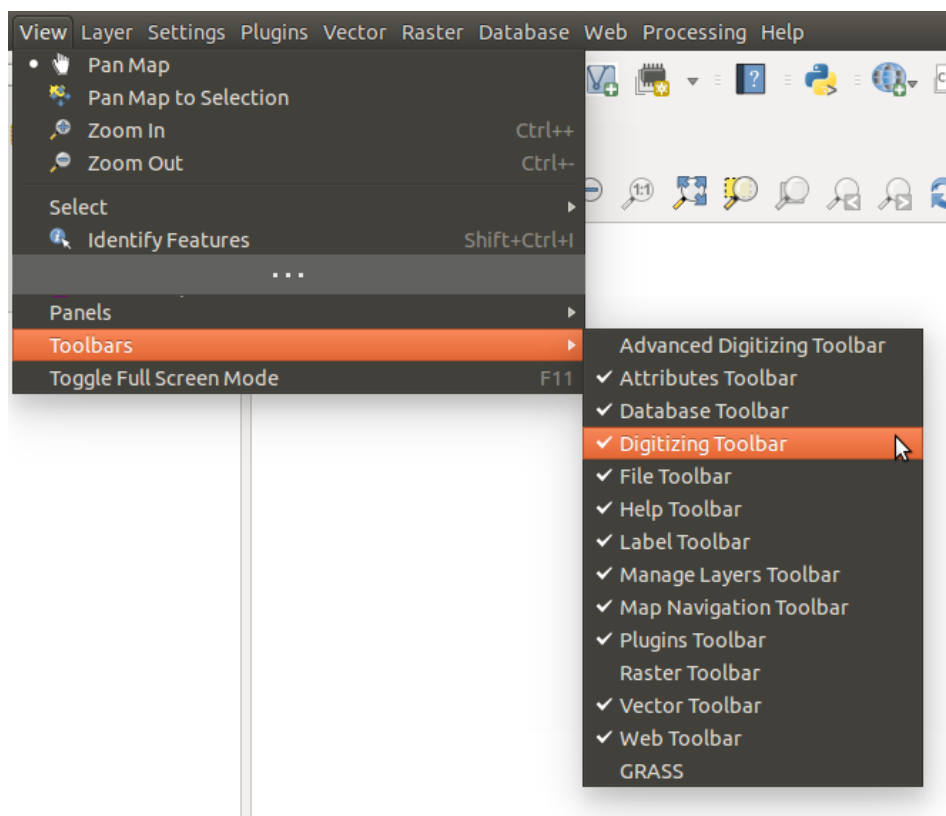 View Layer Settings Plugins Vector Raster Database Web Processing Help
Pan Map
Pan Map to Selection
Zoom In Ctrl++
Zoom Out Ctrl+-
1:1
Select
Identify Features Shift+Ctrl+I
...
Panels
Toolbars
Toggle Full Screen Mode F11
Advanced Digitizing Toolbar
Attributes Toolbar
Database Toolbar
Digitizing Toolbar
File Toolbar
Help Toolbar
Label Toolbar
Manage Layers Toolbar
Map Navigation Toolbar
Plugins Toolbar
Raster Toolbar
Vector Toolbar
Web Toolbar
GRASS